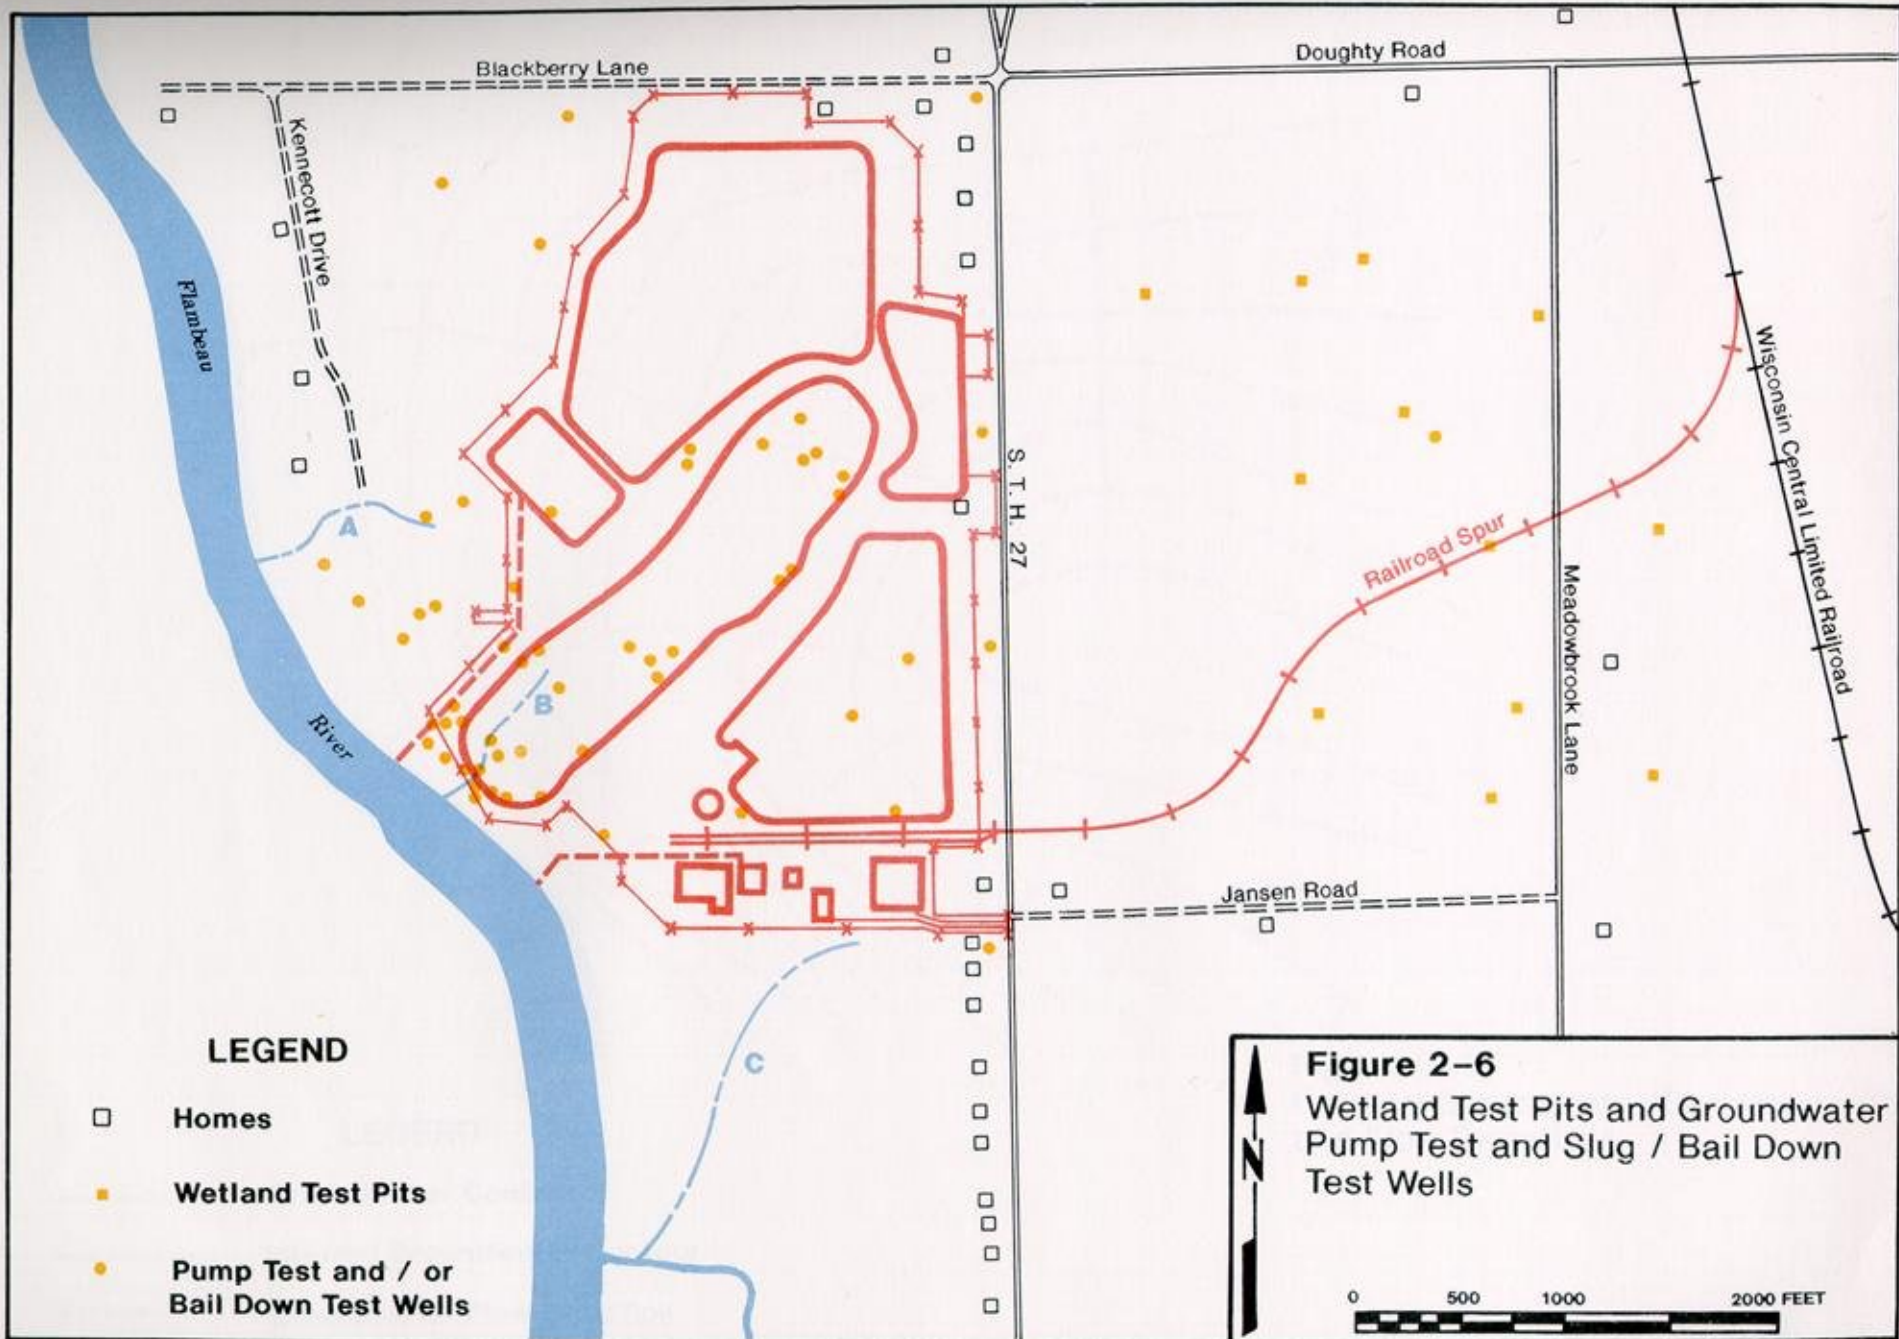 Doughty Road
Blackberry Lane
Kennecott Drive
Flambeau
River
A
B
C
S. T. H. 27
Railroad Spur
Wisconsin Central Limited Railroad
Meadowbrook Lane
Jansen Road
LEGEND
Homes
Wetland Test Pits
Pump Test and / or
Bail Down Test Wells
N
Figure 2-6
Wetland Test Pits and Groundwater
Pump Test and Slug / Bail Down
Test Wells
0 500 1000 2000 FEET